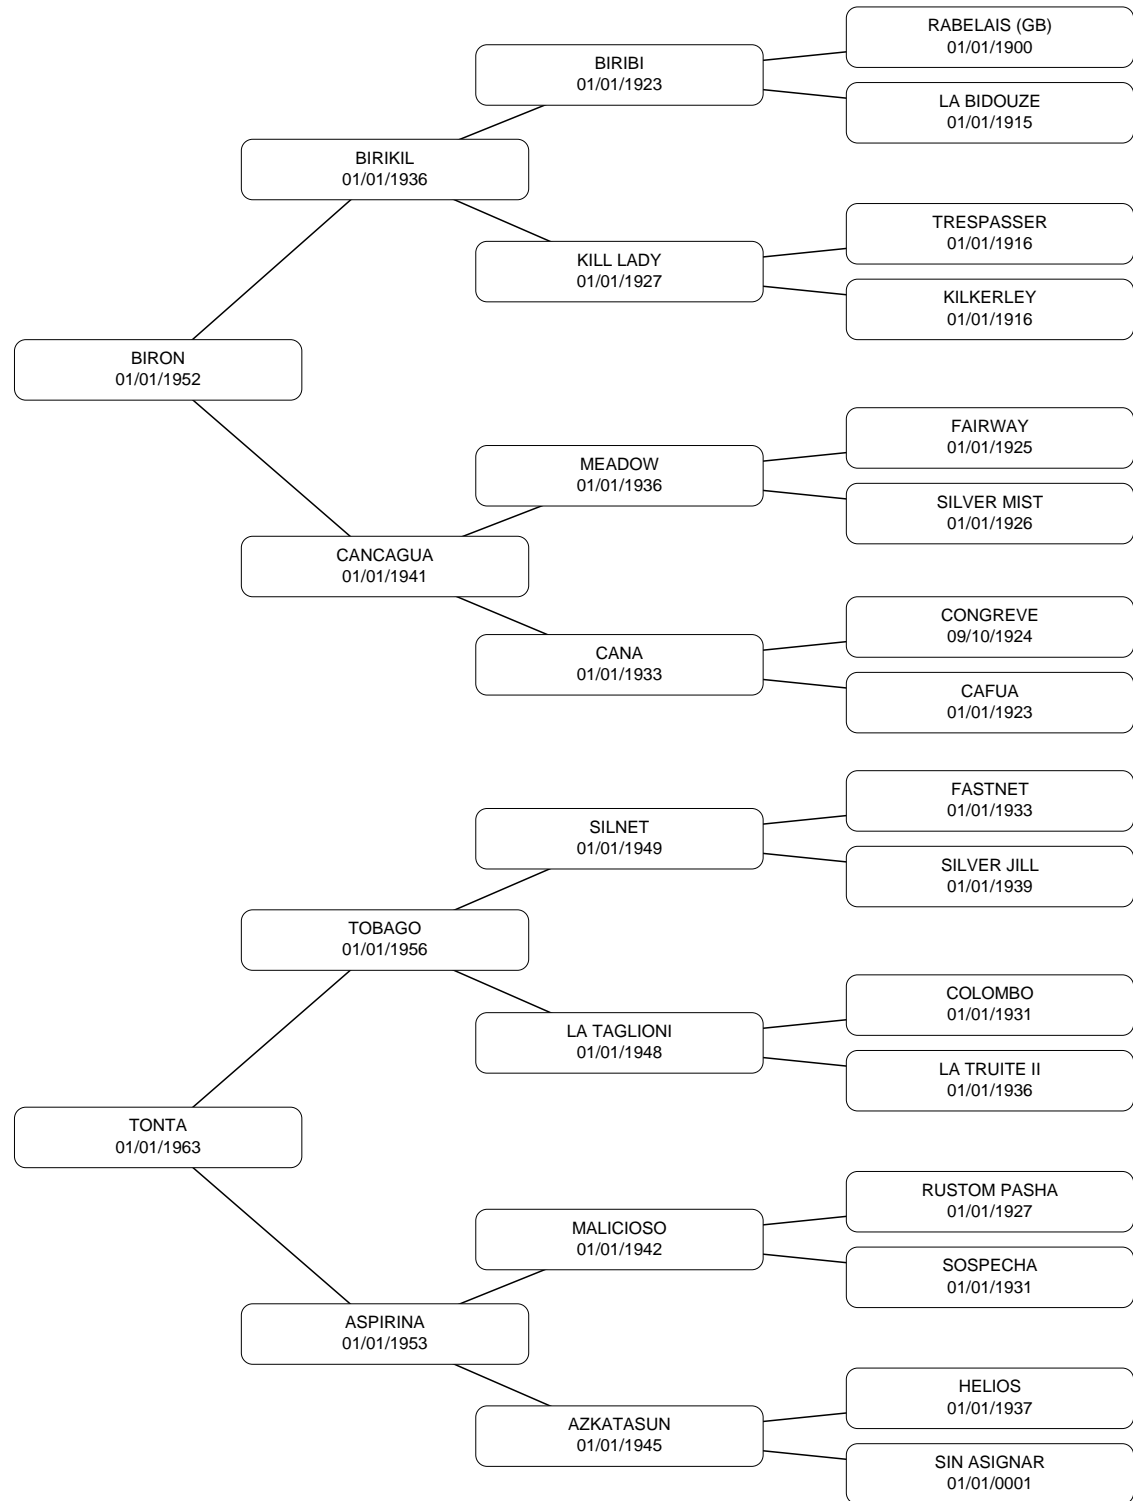 RABELAIS (GB)
01/01/1900
BIRIBI
01/01/1923
LA BIDOUZE
01/01/1915
BIRIKIL
01/01/1936
TRESPASSER
01/01/1916
KILL LADY
01/01/1927
KILKERLEY
01/01/1916
BIRON
01/01/1952
FAIRWAY
01/01/1925
MEADOW
01/01/1936
SILVER MIST
01/01/1926
CANCAGUA
01/01/1941
CONGREVE
09/10/1924
CANA
01/01/1933
CAFUA
01/01/1923
FASTNET
01/01/1933
SILNET
01/01/1949
SILVER JILL
01/01/1939
TOBAGO
01/01/1956
COLOMBO
01/01/1931
LA TAGLIONI
01/01/1948
LA TRUITE II
01/01/1936
TONTA
01/01/1963
RUSTOM PASHA
01/01/1927
MALICIOSO
01/01/1942
SOSPECHA
01/01/1931
ASPIRINA
01/01/1953
HELIOS
01/01/1937
AZKATASUN
01/01/1945
SIN ASIGNAR
01/01/0001